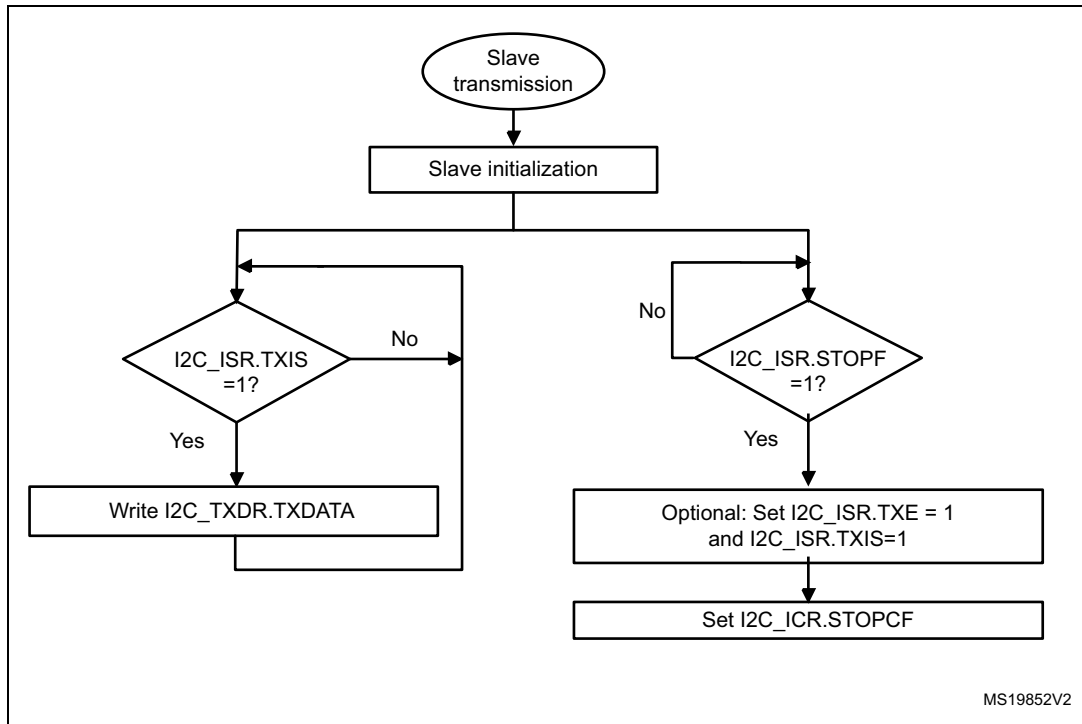 Slave
transmission
Slave initialization
I2C_ISR.TXIS
=1?
No
Yes
Write I2C_TXDR.TXDATA
No
I2C_ISR.STOPF
=1?
Yes
Optional: Set I2C_ISR.TXE = 1
and I2C_ISR.TXIS=1
Set I2C_ICR.STOPCF
MS19852V2